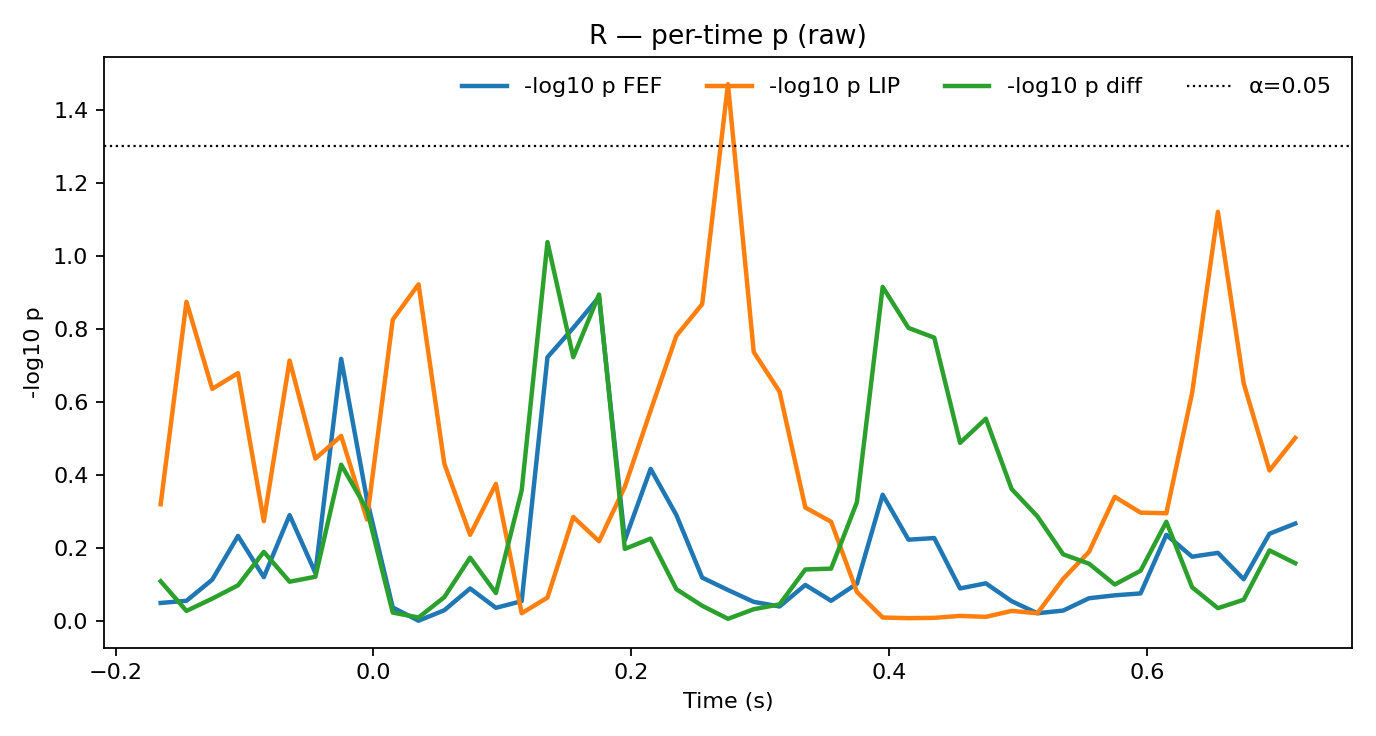 R — per-time p (raw)
-log10 p FEF
-log10 p LIP
-log10 p diff
α=0.05
-log10 p
1.4
1.2
1.0
0.8
0.6
0.4
0.2
0.0
−0.2
0.0
0.2
0.4
0.6
Time (s)